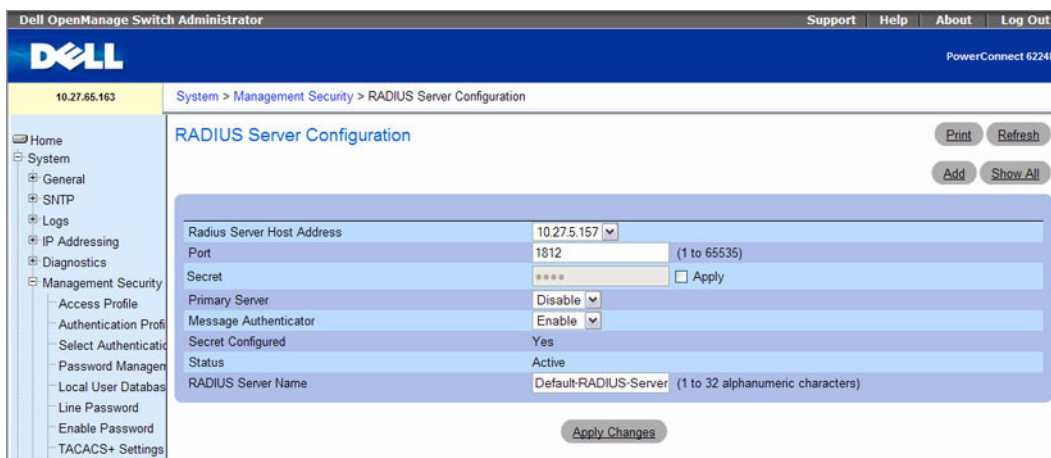 Dell OpenManage Switch Administrator Support Help About Log Out
DELL
PowerConnect 6224
10.27.65.163
System > Management Security > RADIUS Server Configuration
RADIUS Server Configuration
Print Refresh
Add Show All
Home
System
General
SNTP
Logs
IP Addressing
Diagnostics
Management Security
Access Profile
Authentication Profi
Select Authenticatio
Password Managem
Local User Databas
Line Password
Enable Password
TACACS+ Settings
Radius Server Host Address 10.27.5.157
Port 1812 (1 to 65535)
Secret •••• Apply
Primary Server Disable
Message Authenticator Enable
Secret Configured Yes
Status Active
RADIUS Server Name Default-RADIUS-Server (1 to 32 alphanumeric characters)
Apply Changes